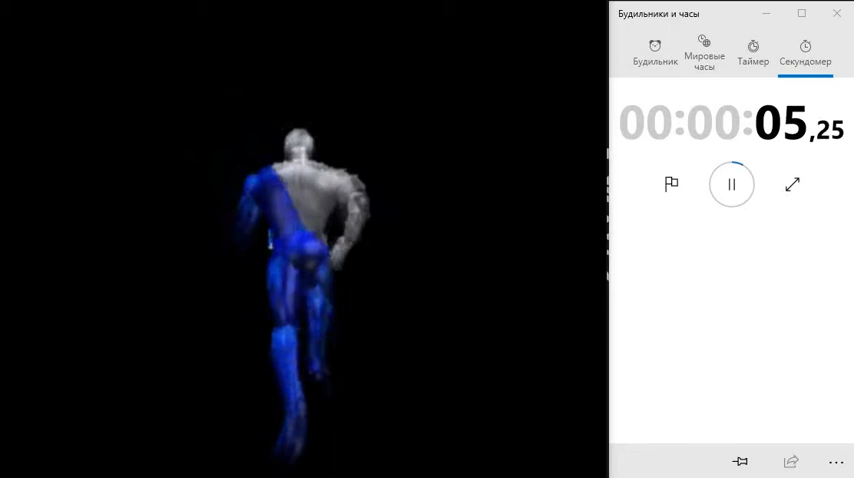 Будильники и часы
Будильник
Мировые часы
Таймер
Секундомер
00:00:05,25